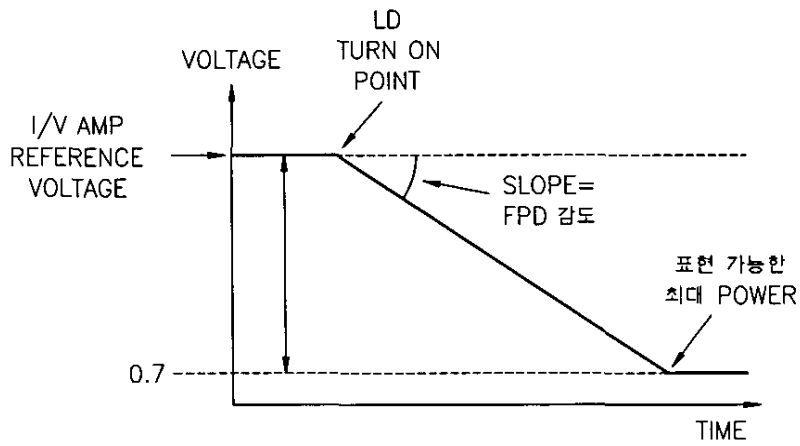 LD
TURN ON
POINT
VOLTAGE
I/V AMP
REFERENCE
VOLTAGE
SLOPE=
FPD 감도
표현 가능한
최대 POWER
0.7
TIME